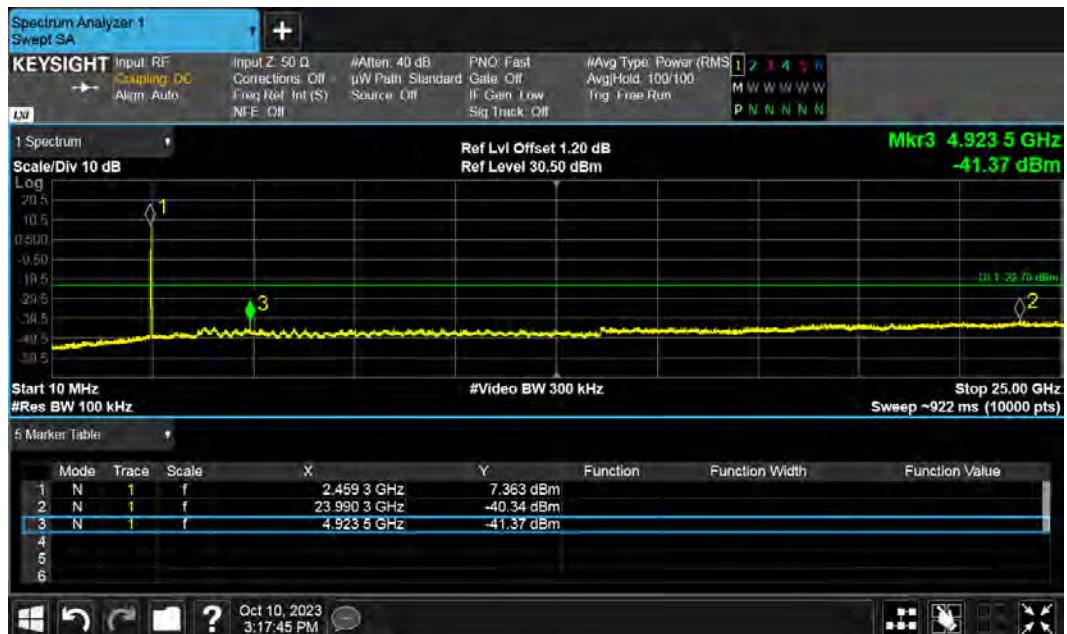 Spectrum Analyzer 1
Swept SA
+
KEYSIGHT
Input: RF
Coupling: DC
Align: Auto
LXI
Input Z: 50 Ω
Corrections: Off
Freq Ref: Int (S)
NFE: Off
#Atten: 40 dB
µW Path: Standard
Source: Off
PNO: Fast
Gate: Off
IF Gain: Low
Sig Track: Off
#Avg Type: Power (RMS
Avg|Hold: 100/100
Trig: Free Run
1 2 3 4 5 6
M W W W W W
P N N N N N
1 Spectrum
Scale/Div 10 dB
Ref Lvl Offset 1.20 dB
Ref Level 30.50 dBm
Mkr3 4.923 5 GHz
-41.37 dBm
Log
20.5
10.5
0.500
-9.50
-19.5
-29.5
-39.5
-49.5
-59.5
1
3
2
DL1 -22.70 dBm
Start 10 MHz
#Video BW 300 kHz
Stop 25.00 GHz
#Res BW 100 kHz
Sweep ~922 ms (10000 pts)
5 Marker Table
Mode Trace Scale X Y Function Function Width Function Value
1 N 1 f 2.459 3 GHz 7.363 dBm
2 N 1 f 23.990 3 GHz -40.34 dBm
3 N 1 f 4.923 5 GHz -41.37 dBm
4
5
6
?
Oct 10, 2023
3:17:45 PM